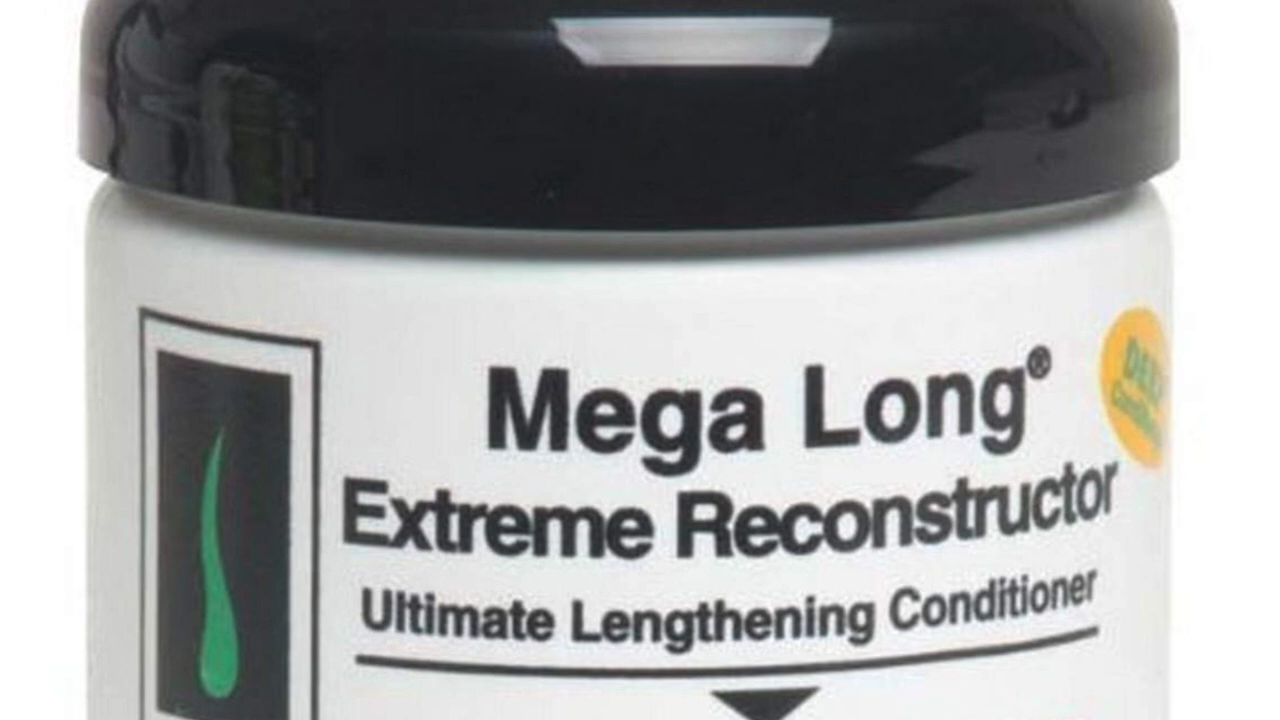 Mega Long®
Extreme Reconstructor
Ultimate Lengthening Conditioner